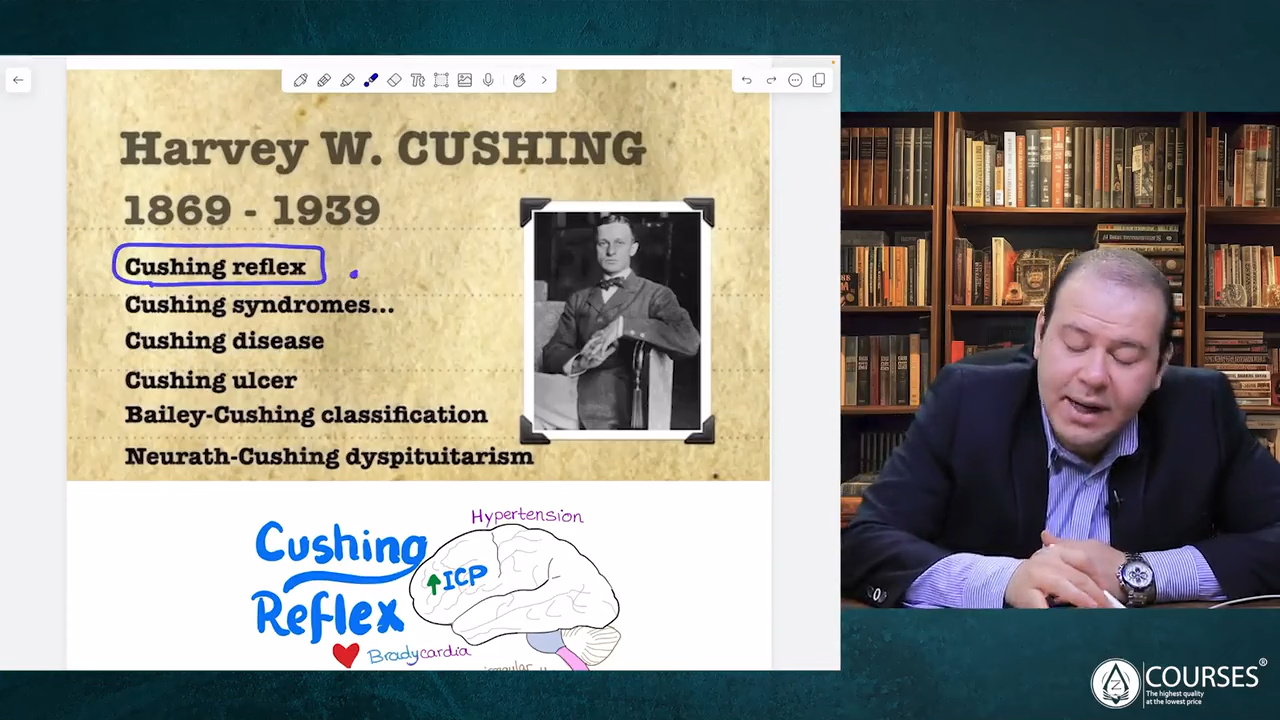 Harvey W. CUSHING
1869 - 1939
Cushing reflex
Cushing syndromes...
Cushing disease
Cushing ulcer
Bailey-Cushing classification
Neurath-Cushing dyspituitarism
Hypertension
Cushing
Reflex
ICP
Bradycardia
COURSES®
The highest quality
at the lowest price